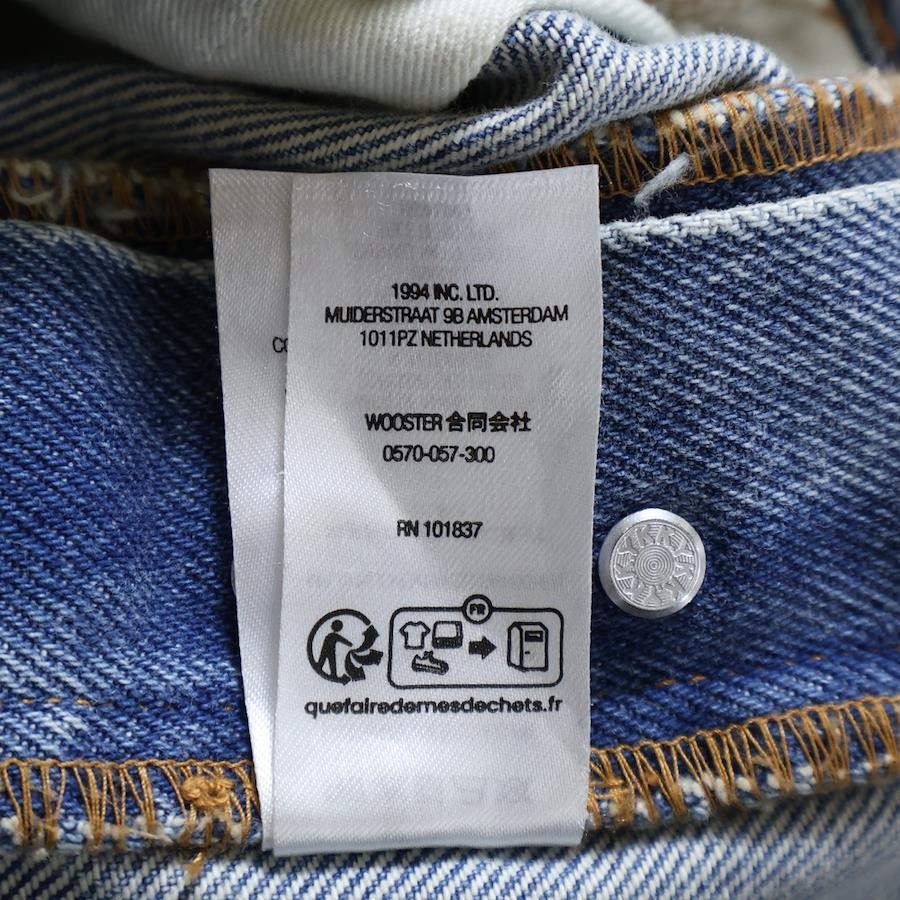 1994 INC. LTD.
MUIDERSTRAAT 9B AMSTERDAM
1011PZ NETHERLANDS
CO
WOOSTER 合同会社
0570-057-300
RN 101837
FR
quefairedemesdechets.fr